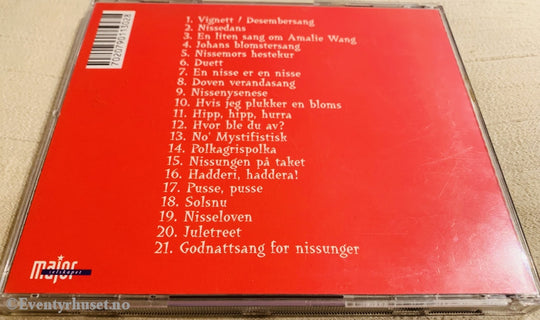 7020790113028
1. Vignett / Desembersang
2. Nissedans
3. En liten sang om Amalie Wang
4. Johans blomstersang
5. Nissemors hestekur
6. Duett
7. En nisse er en nisse
8. Doven verandasang
9. Nissenysenese
10. Hvis jeg plukker en bloms
11. Hipp, hipp, hurra
12. Hvor ble du av?
13. No' Mystifistisk
14. Polkagrispolka
15. Nissungen på taket
16. Hadderi, haddera!
17. Pusse, pusse
18. Solsnu
19. Nisseloven
20. Juletreet
21. Godnattsang for nissunger
major
© Eventyrhuset.no